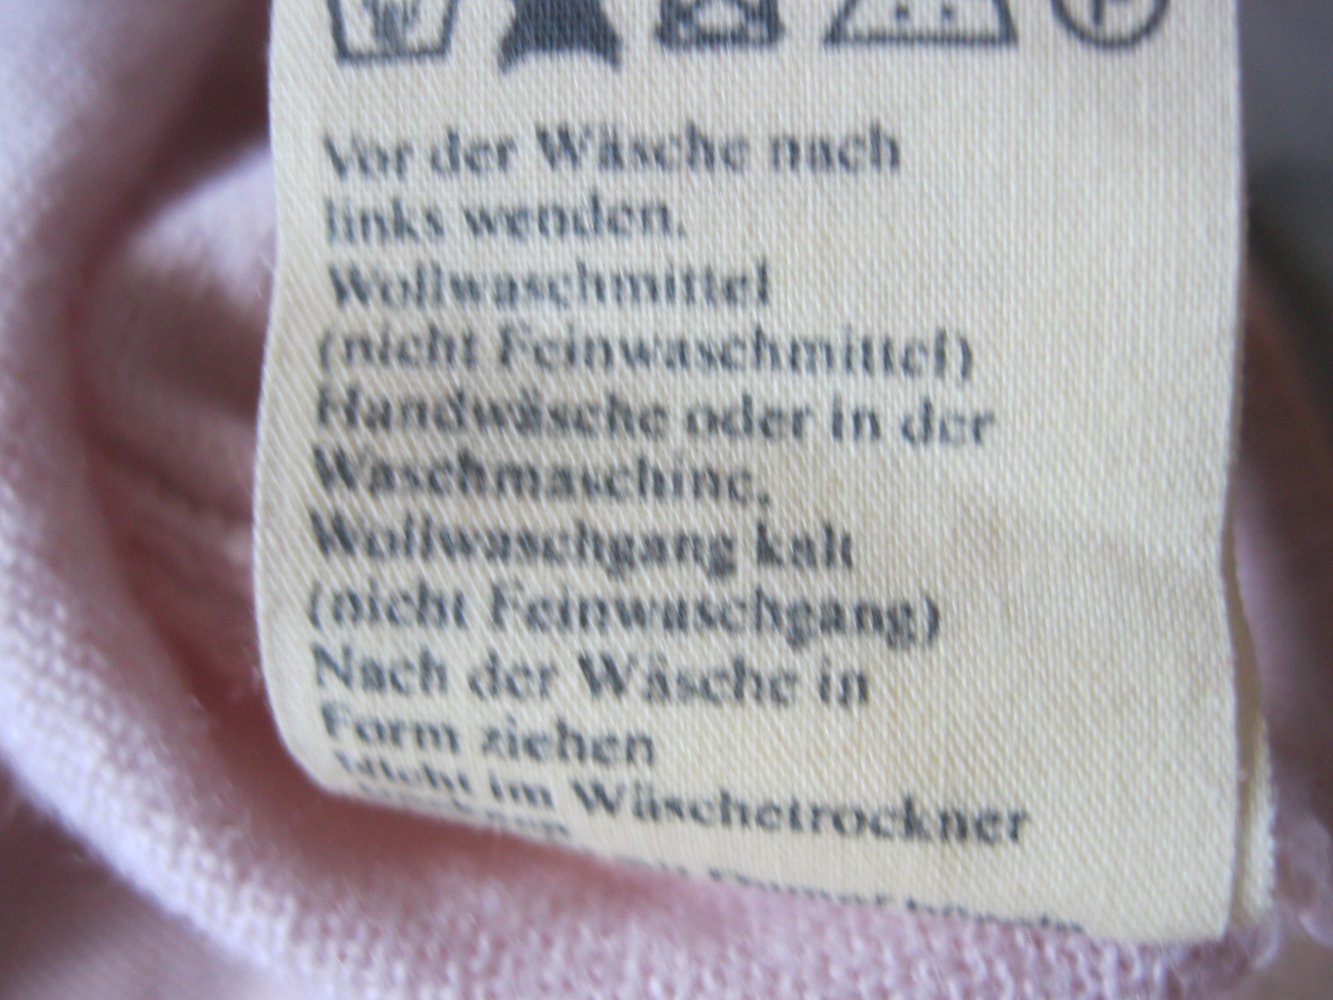 P
Vor der Wäsche nach
links wenden.
Wollwaschmittel
(nicht Feinwaschmittel)
Handwäsche oder in der
Waschmaschine,
Wollwaschgang kalt
(nicht Feinwaschgang)
Nach der Wäsche in
Form ziehen
Nicht im Wäschetrockner